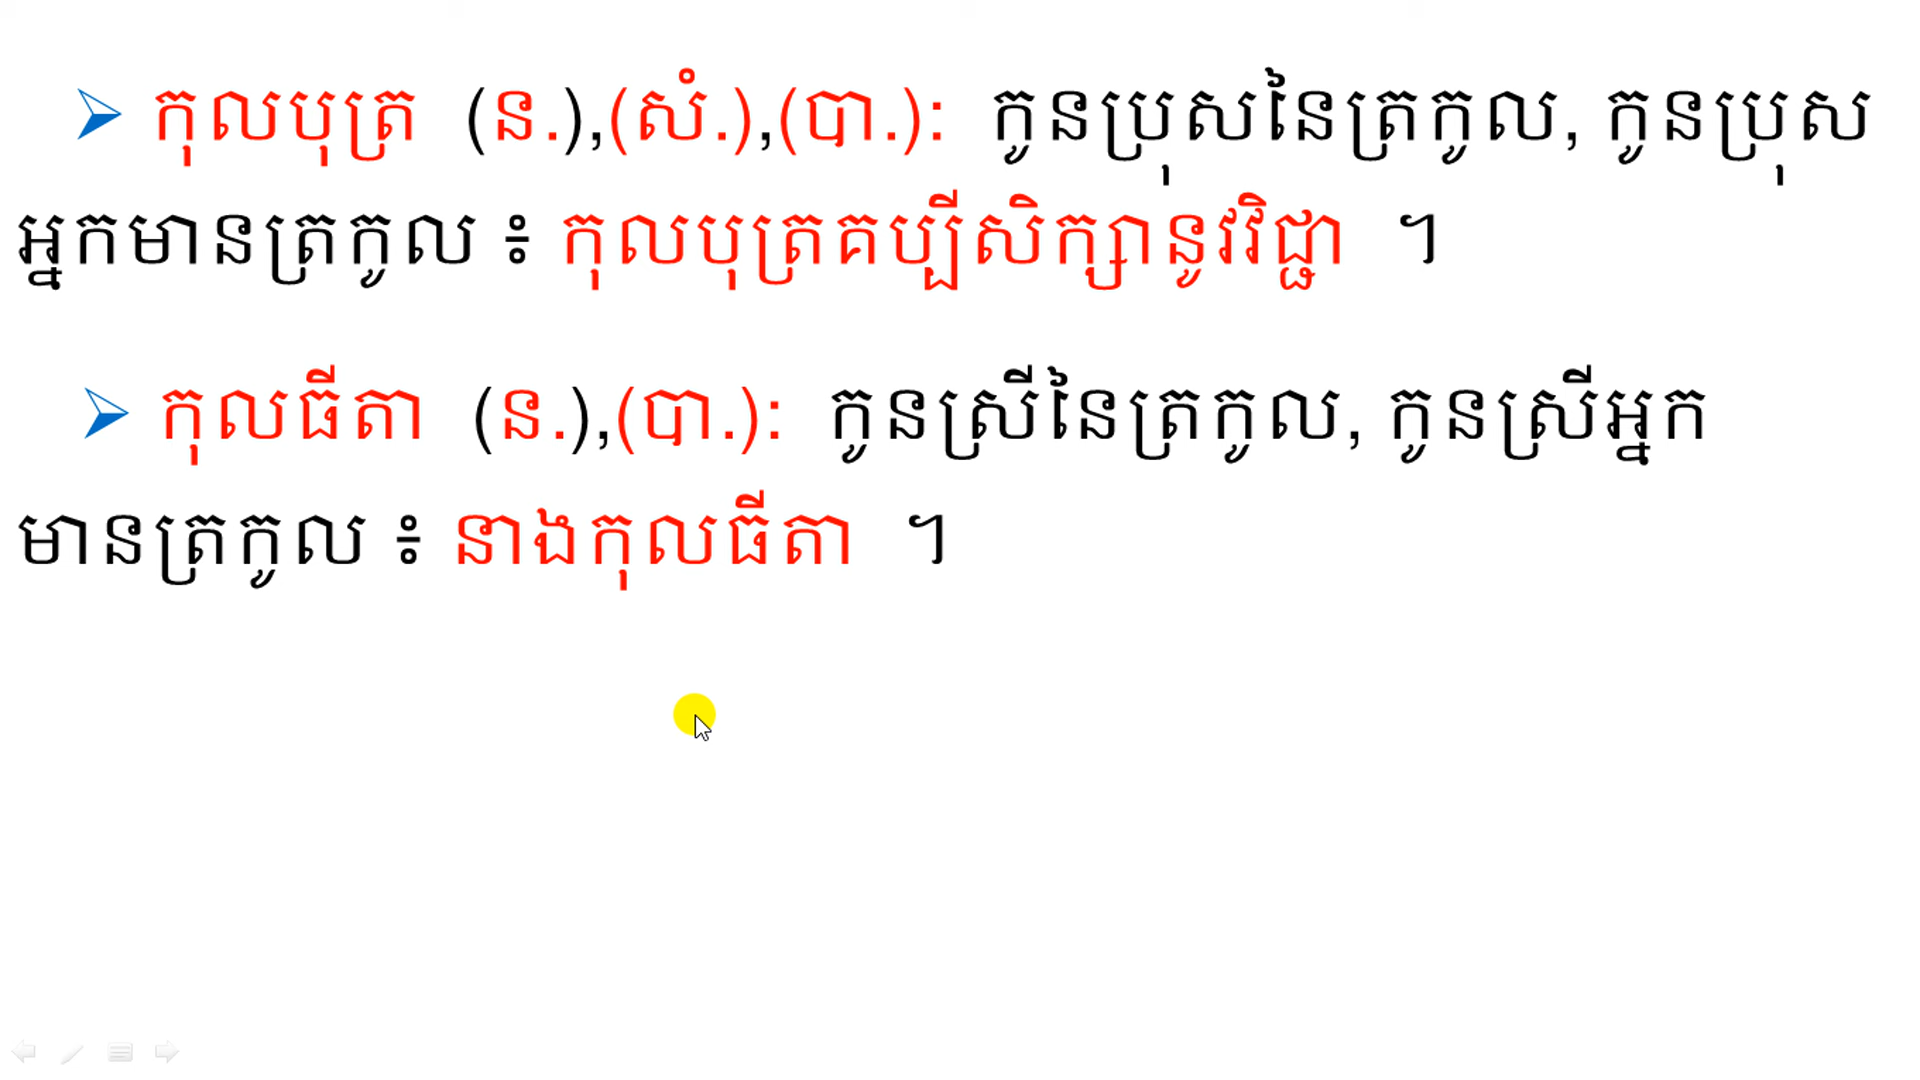 កុលបុត្រ (ន.),(សំ.),(បា.): កូនប្រុសនៃត្រកូល, កូនប្រុស
អ្នកមានត្រកូល ៖ កុលបុត្រគប្បីសិក្សានូវវិជ្ជា ។
កុលធីតា (ន.),(បា.): កូនស្រីនៃត្រកូល, កូនស្រីអ្នក
មានត្រកូល ៖ នាងកុលធីតា ។